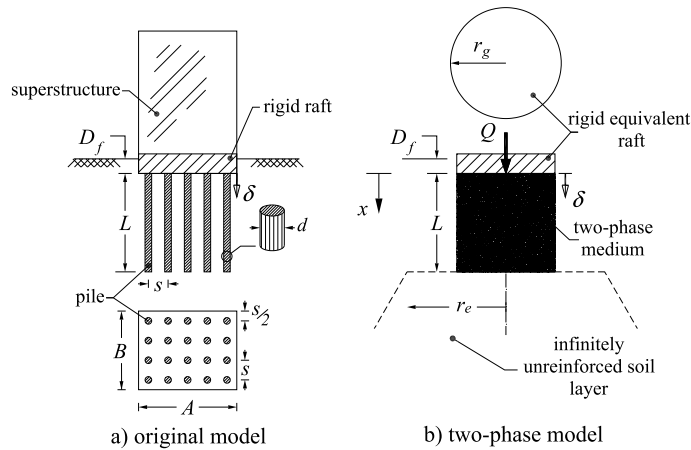 superstructure
rigid raft
D_f
δ
L
d
pile
s
s/2
B
s
A
a) original model
r_g
rigid equivalent
raft
Q
D_f
x
L
δ
two-phase
medium
r_e
infinitely
unreinforced soil
layer
b) two-phase model